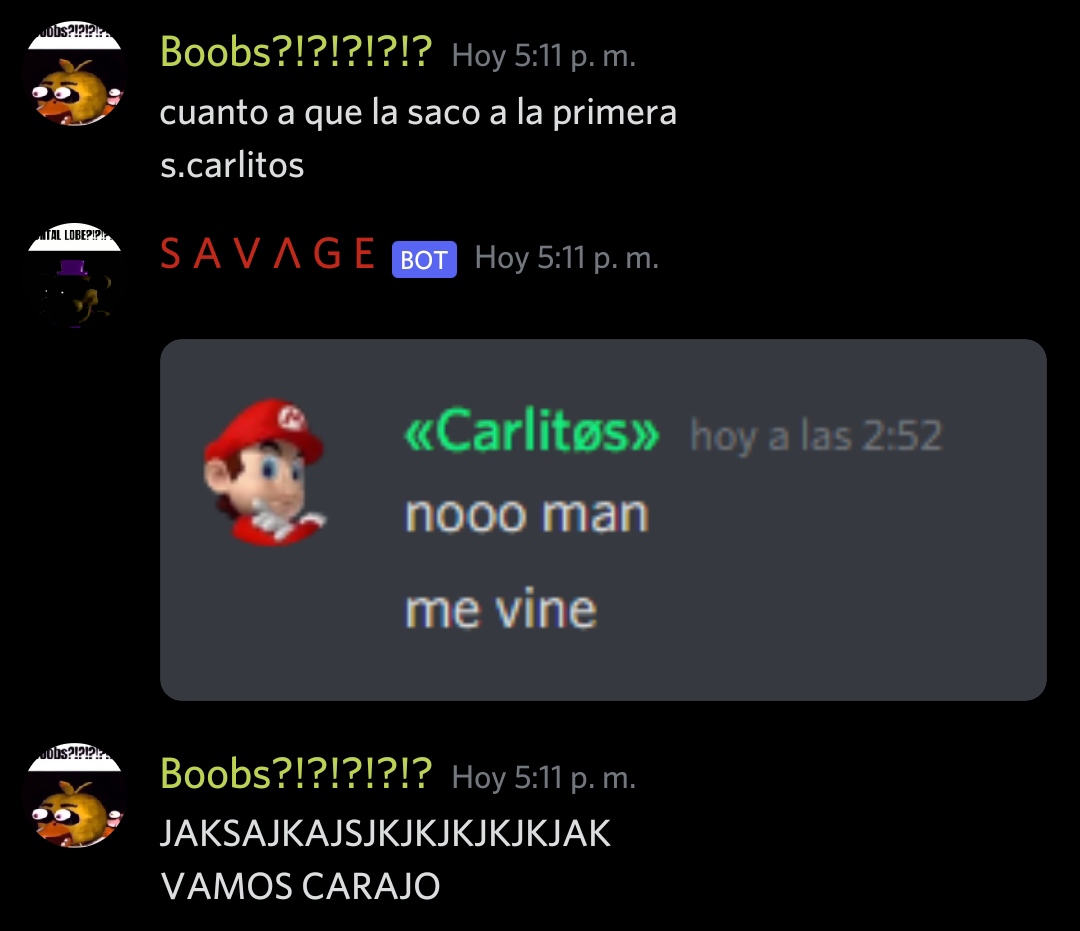 Boobs?!?!?!?!? Hoy 5:11 p. m.
cuanto a que la saco a la primera
s.carlitos
S A V Λ G E BOT Hoy 5:11 p. m.
«Carlitøs» hoy a las 2:52
nooo man
me vine
Boobs?!?!?!?!? Hoy 5:11 p. m.
JAKSAJKAJSJKJKJKJKJKJAK
VAMOS CARAJO